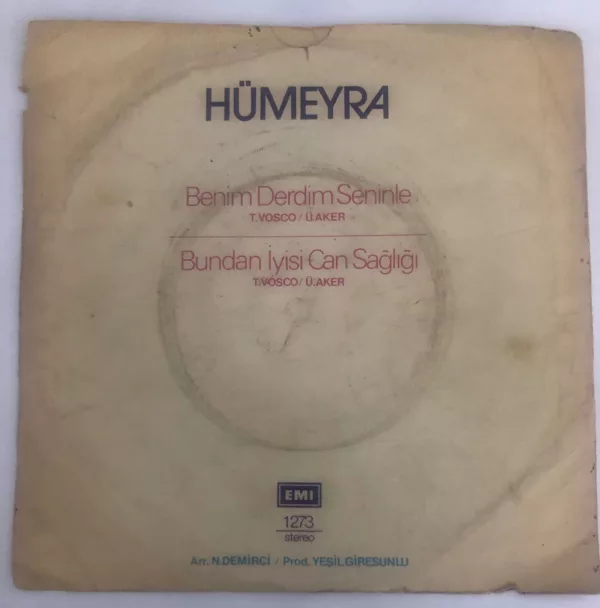 HÜMEYRA
Benim Derdim Seninle
T.VOSCO / Ü.AKER
Bundan İyisi Can Sağlığı
T.VOSCO / Ü.AKER
EMI
1273
stereo
Arr. N.DEMİRCİ / Prod. YEŞİL GİRESUNLU